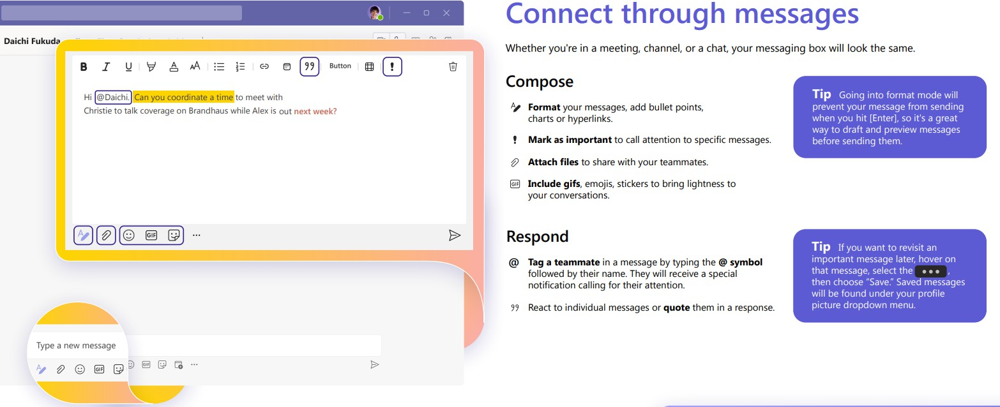 Daichi Fukuda
B I U A AA Button !
Hi @Daichi. Can you coordinate a time to meet with
Christie to talk coverage on Brandhaus while Alex is out next week?
GIF
Type a new message
GIF
GIF
Connect through messages
Whether you're in a meeting, channel, or a chat, your messaging box will look the same.
Compose
Format your messages, add bullet points,
charts or hyperlinks.
! Mark as important to call attention to specific messages.
Attach files to share with your teammates.
GIF Include gifs, emojis, stickers to bring lightness to
your conversations.
Tip Going into format mode will
prevent your message from sending
when you hit [Enter], so it's a great
way to draft and preview messages
before sending them.
Respond
@ Tag a teammate in a message by typing the @ symbol
followed by their name. They will receive a special
notification calling for their attention.
React to individual messages or quote them in a response.
Tip If you want to revisit an
important message later, hover on
that message, select the ••• ,
then choose “Save.” Saved messages
will be found under your profile
picture dropdown menu.